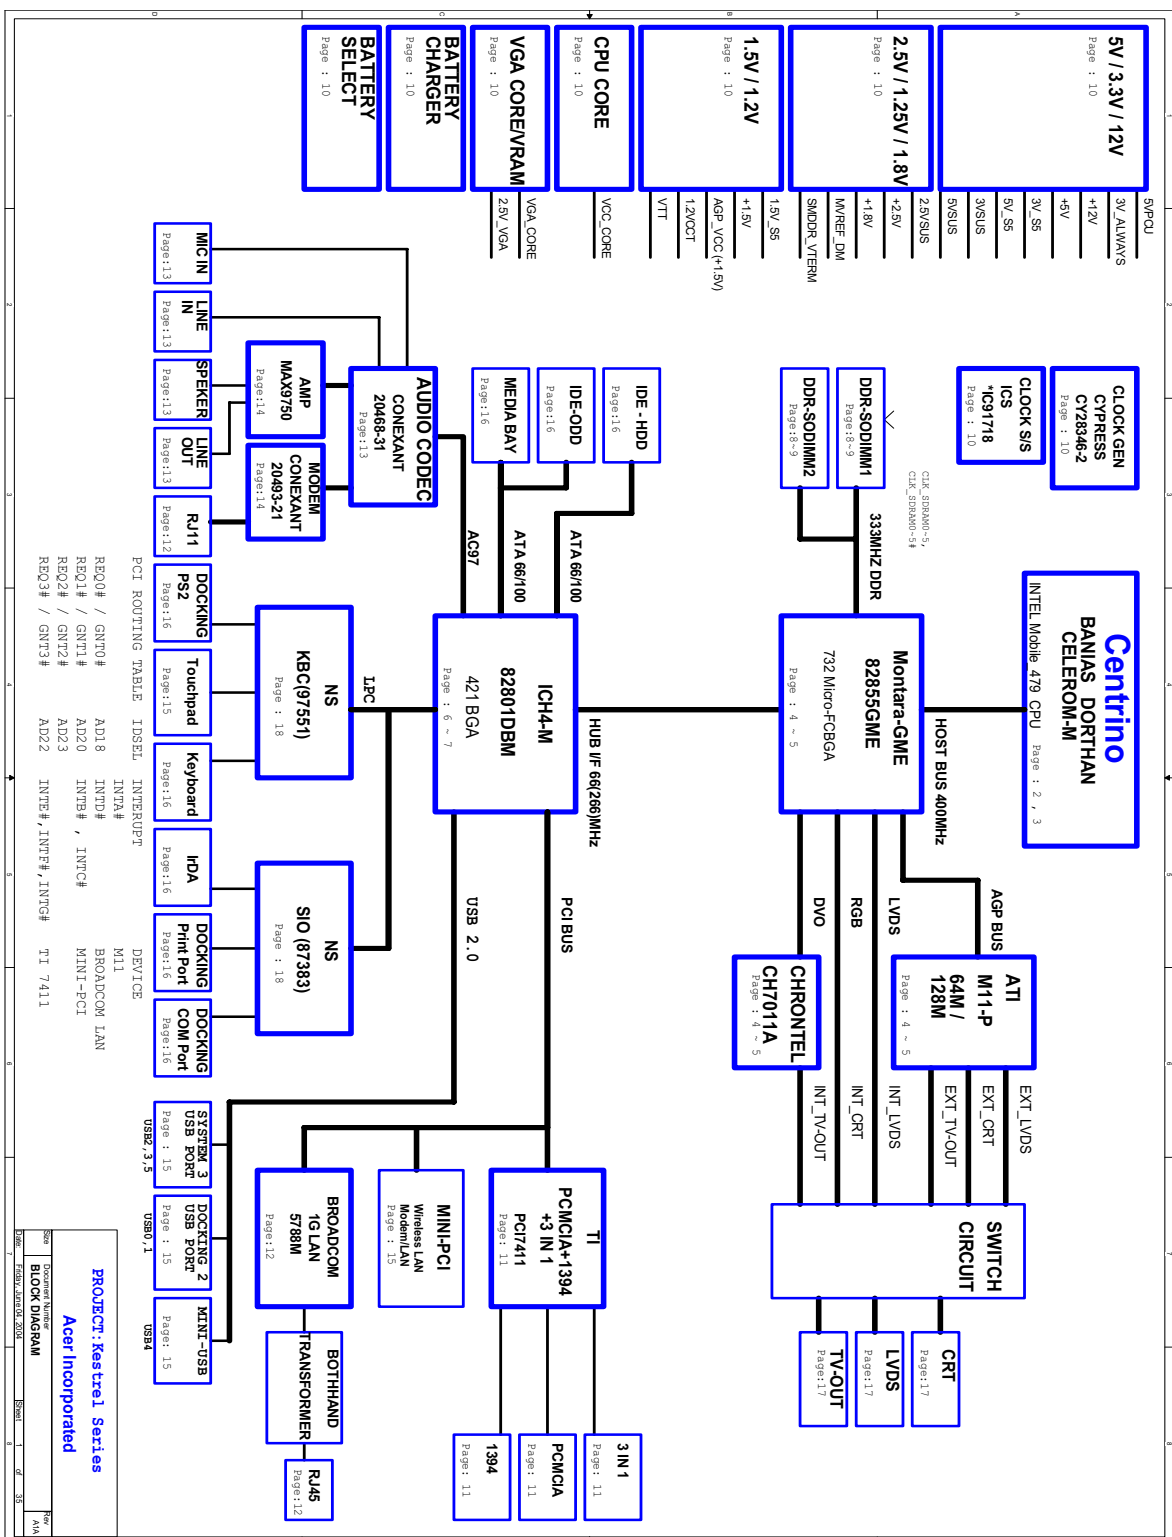 5V / 3.3V / 12V
Page : 10
5VPCU
3V_ALWAYS
+12V
+5V
3V_S5
5V_S5
3VSUS
5VSUS
2.5V / 1.25V / 1.8V
Page : 10
2.5VSUS
+2.5V
+1.8V
MVREF_DM
SMDDR_VTERM
1.5V / 1.2V
Page : 10
1.5V_S5
+1.5V
AGP_VCC (+1.5V)
1.2VCCT
VTT
CPU CORE
Page : 10
VCC_CORE
VGA CORE/VRAM
Page : 10
VGA_CORE
2.5V_VGA
BATTERY
CHARGER
Page : 10
BATTERY
SELECT
Page : 10
CLOCK GEN
CYPRESS
CY28346-2
Page : 10
CLOCK S/S
ICS
*IC91718
Page : 10
CLK_SDRAM0~5,
CLK_SDRAM0~5#
Centrino
BANIAS DORTHAN
CELEROM-M
INTEL Mobile_479 CPU
Page : 2 , 3
HOST BUS 400MHz
DDR-SODIMM1
Page:8~9
DDR-SODIMM2
Page:8~9
333MHZ DDR
Montara-GME
82855GME
732 Micro-FCBGA
Page : 4 ~ 5
AGP BUS
LVDS
RGB
DVO
ATI
M11-P
64M /
128M
Page : 4 ~ 5
CHRONTEL
CH7011A
Page : 4 ~ 5
EXT_LVDS
EXT_CRT
EXT_TV-OUT
INT_LVDS
INT_CRT
INT_TV-OUT
SWITCH
CIRCUIT
CRT
Page:17
LVDS
Page:17
TV-OUT
Page:17
HUB I/F 66(266)MHz
IDE - HDD
Page:16
IDE-ODD
Page:16
MEDIA BAY
Page:16
ATA 66/100
ATA 66/100
AC97
ICH4-M
82801DBM
421 BGA
Page : 6 ~ 7
PCI BUS
USB 2.0
LPC
TI
PCMCIA+1394
+3 IN 1
PCI7411
Page: 11
3 IN 1
Page: 11
PCMCIA
Page: 11
1394
Page: 11
MINI-PCI
Wireless LAN
Modem/LAN
Page : 15
BROADCOM
1G LAN
5788M
Page:12
BOTHHAND
TRANSFORMER
RJ45
Page:12
AUDIO CODEC
CONEXANT
20468-31
Page:13
AMP
MAX9750
Page:14
MODEM
CONEXANT
20493-21
Page:14
NS
KBC(97551)
Page : 18
NS
SIO (87383)
Page : 18
MIC IN
Page:13
LINE
IN
Page:13
SPEKER
Page:13
LINE
OUT
Page:13
RJ11
Page:12
DOCKING
PS2
Page:16
Touchpad
Page:15
Keyboard
Page:16
IrDA
Page:16
DOCKING
Print Port
Page:16
DOCKING
COM Port
Page:16
SYSTEM 3
USB PORT
Page : 15
USB2,3,5
DOCKING 2
USB PORT
Page : 15
USB0,1
MINI-USB
Page: 15
USB4
PCI ROUTING TABLE IDSEL INTERUPT DEVICE
INTA# M11
REQ0# / GNT0# AD18 INTD# BROADCOM LAN
REQ1# / GNT1# AD20 INTB# , INTC# MINI-PCI
REQ2# / GNT2# AD23
REQ3# / GNT3# AD22 INTE#,INTF#,INTG# TI 7411
PROJECT:Kestrel Series
Acer Incorporated
Size Document Number Rev
BLOCK DIAGRAM A1A
Date: Friday, June 04, 2004 Sheet 1 of 35